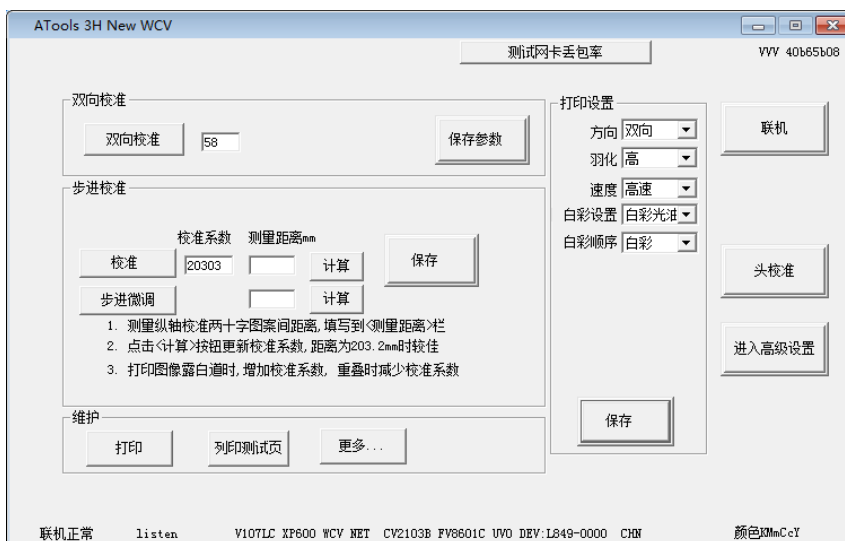 ATools 3H New WCV
测试网卡丢包率
VVV 40b65b08
双向校准
双向校准 58 保存参数
打印设置
方向 双向
羽化 高
速度 高速
白彩设置 白彩光油
白彩顺序 白彩
保存
联机
头校准
进入高级设置
步进校准
校准系数 测量距离mm
校准 20303 计算 保存
步进微调 计算
1. 测量纵轴校准两十字图案间距离,填写到<测量距离>栏
2. 点击<计算>按钮更新校准系数,距离为203.2mm时较佳
3. 打印图像露白道时,增加校准系数, 重叠时减少校准系数
维护
打印 列印测试页 更多...
联机正常 listen V107LC XP600 WCV NET CV2103B FV8601C UV0 DEV:L849-0000 CHN 颜色KMmCcY